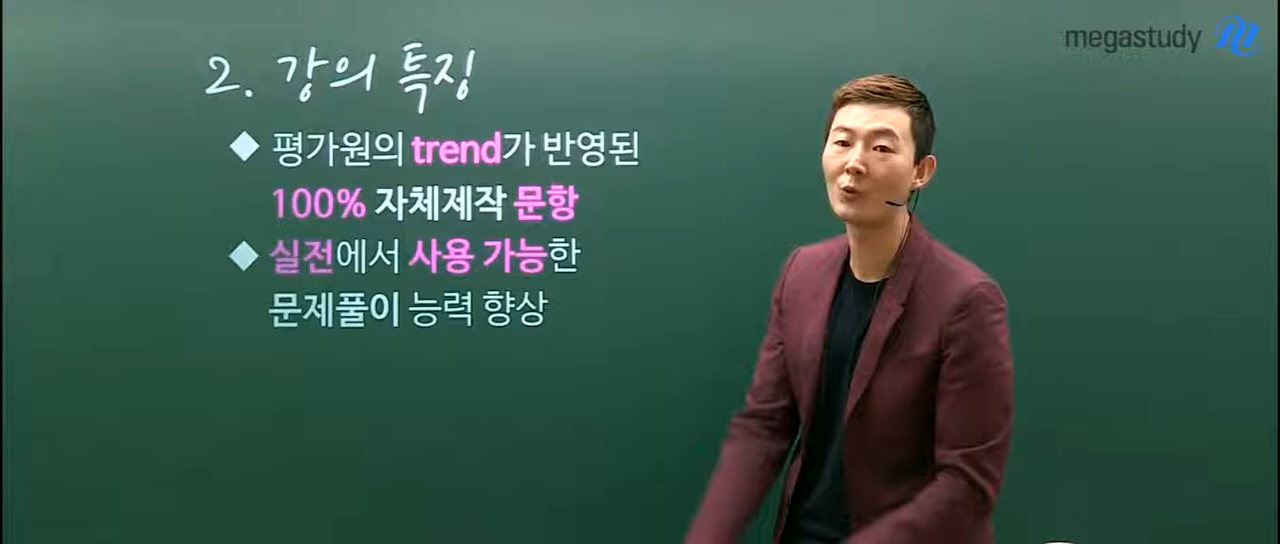 megastudy
2. 강의 특징
◆ 평가원의 trend가 반영된
100% 자체제작 문항
◆ 실전에서 사용 가능한
문제풀이 능력 향상